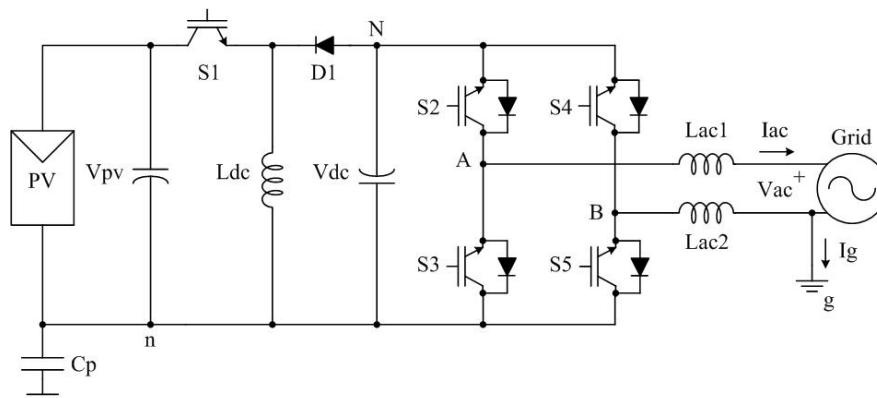 N
S1
D1
S2
S4
Lac1
Iac
Grid
A
PV
Vpv
Ldc
Vdc
Vac
+
B
Lac2
S3
S5
Ig
g
n
Cp